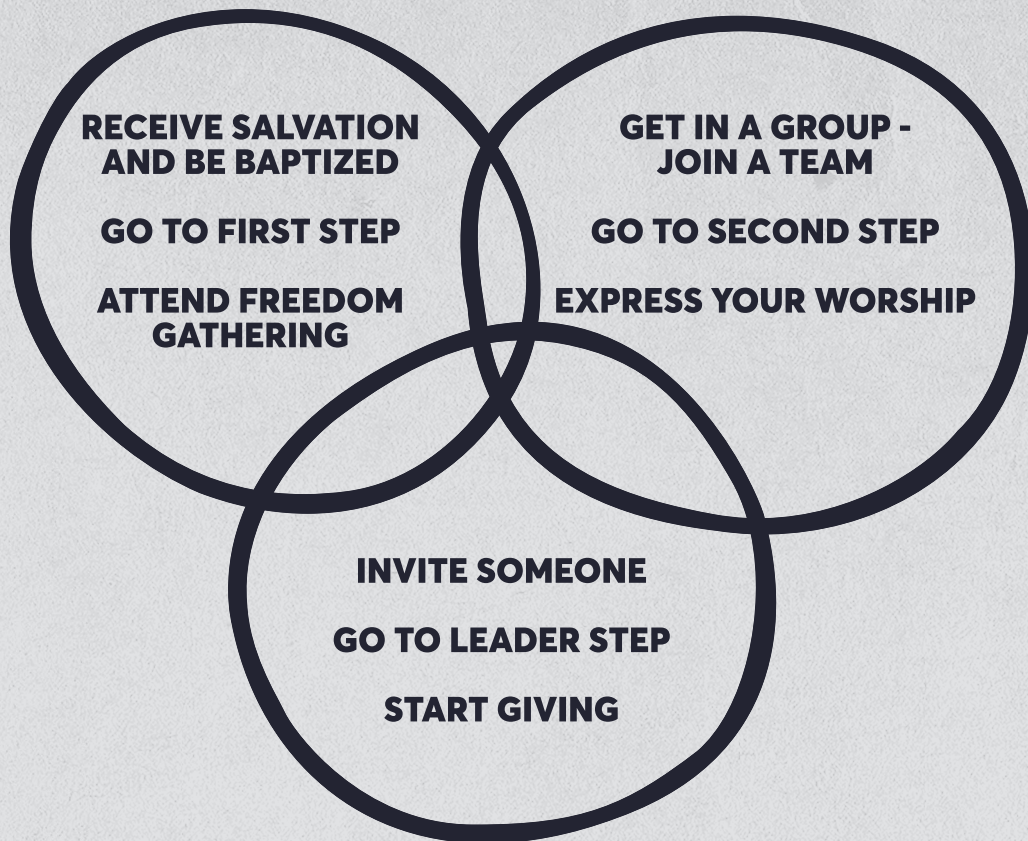 RECEIVE SALVATION
AND BE BAPTIZED
GO TO FIRST STEP
ATTEND FREEDOM
GATHERING
GET IN A GROUP -
JOIN A TEAM
GO TO SECOND STEP
EXPRESS YOUR WORSHIP
INVITE SOMEONE
GO TO LEADER STEP
START GIVING